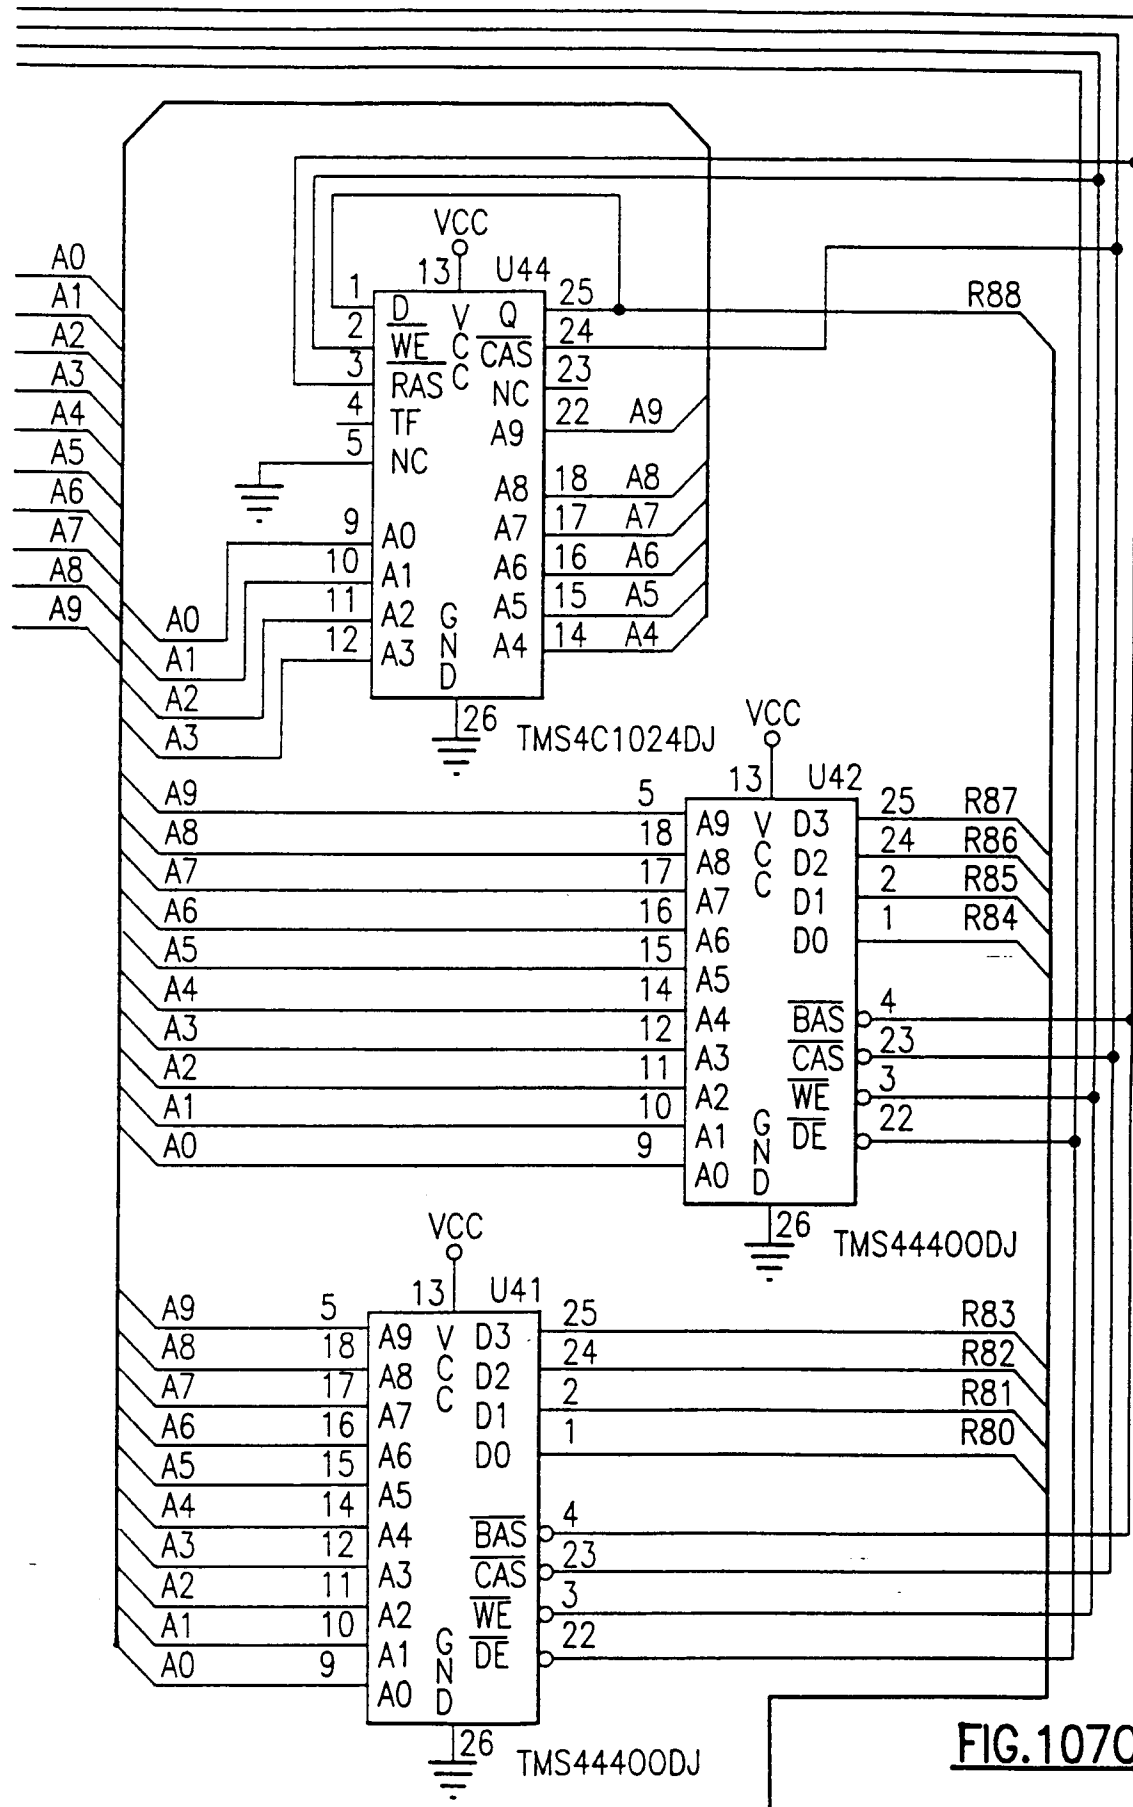 VCC
A0
A1
A2
A3
A4
A5
A6
A7
A8
A9
13 U44
1 D V Q 25 R88
2 WE C CAS 24
3 RAS C NC 23
4 TF A9 22 A9
5 NC
A8 18 A8
A7 17 A7
A6 16 A6
A5 15 A5
A4 14 A4
A0 9 A0
A1 10 A1
A2 11 A2 G
A3 12 A3 N
D
26 TMS4C1024DJ
VCC
13 U42
A9 5 A9 V D3 25 R87
A8 18 A8 C D2 24 R86
A7 17 A7 C D1 2 R85
A6 16 A6 D0 1 R84
A5 15 A5
A4 14 A4 BAS 4
A3 12 A3 CAS 23
A2 11 A2 WE 3
A1 10 A1 G DE 22
A0 9 A0 N
D
26 TMS44400DJ
VCC
13 U41
A9 5 A9 V D3 25 R83
A8 18 A8 C D2 24 R82
A7 17 A7 C D1 2 R81
A6 16 A6 D0 1 R80
A5 15 A5
A4 14 A4 BAS 4
A3 12 A3 CAS 23
A2 11 A2 WE 3
A1 10 A1 G DE 22
A0 9 A0 N
D
26 TMS44400DJ